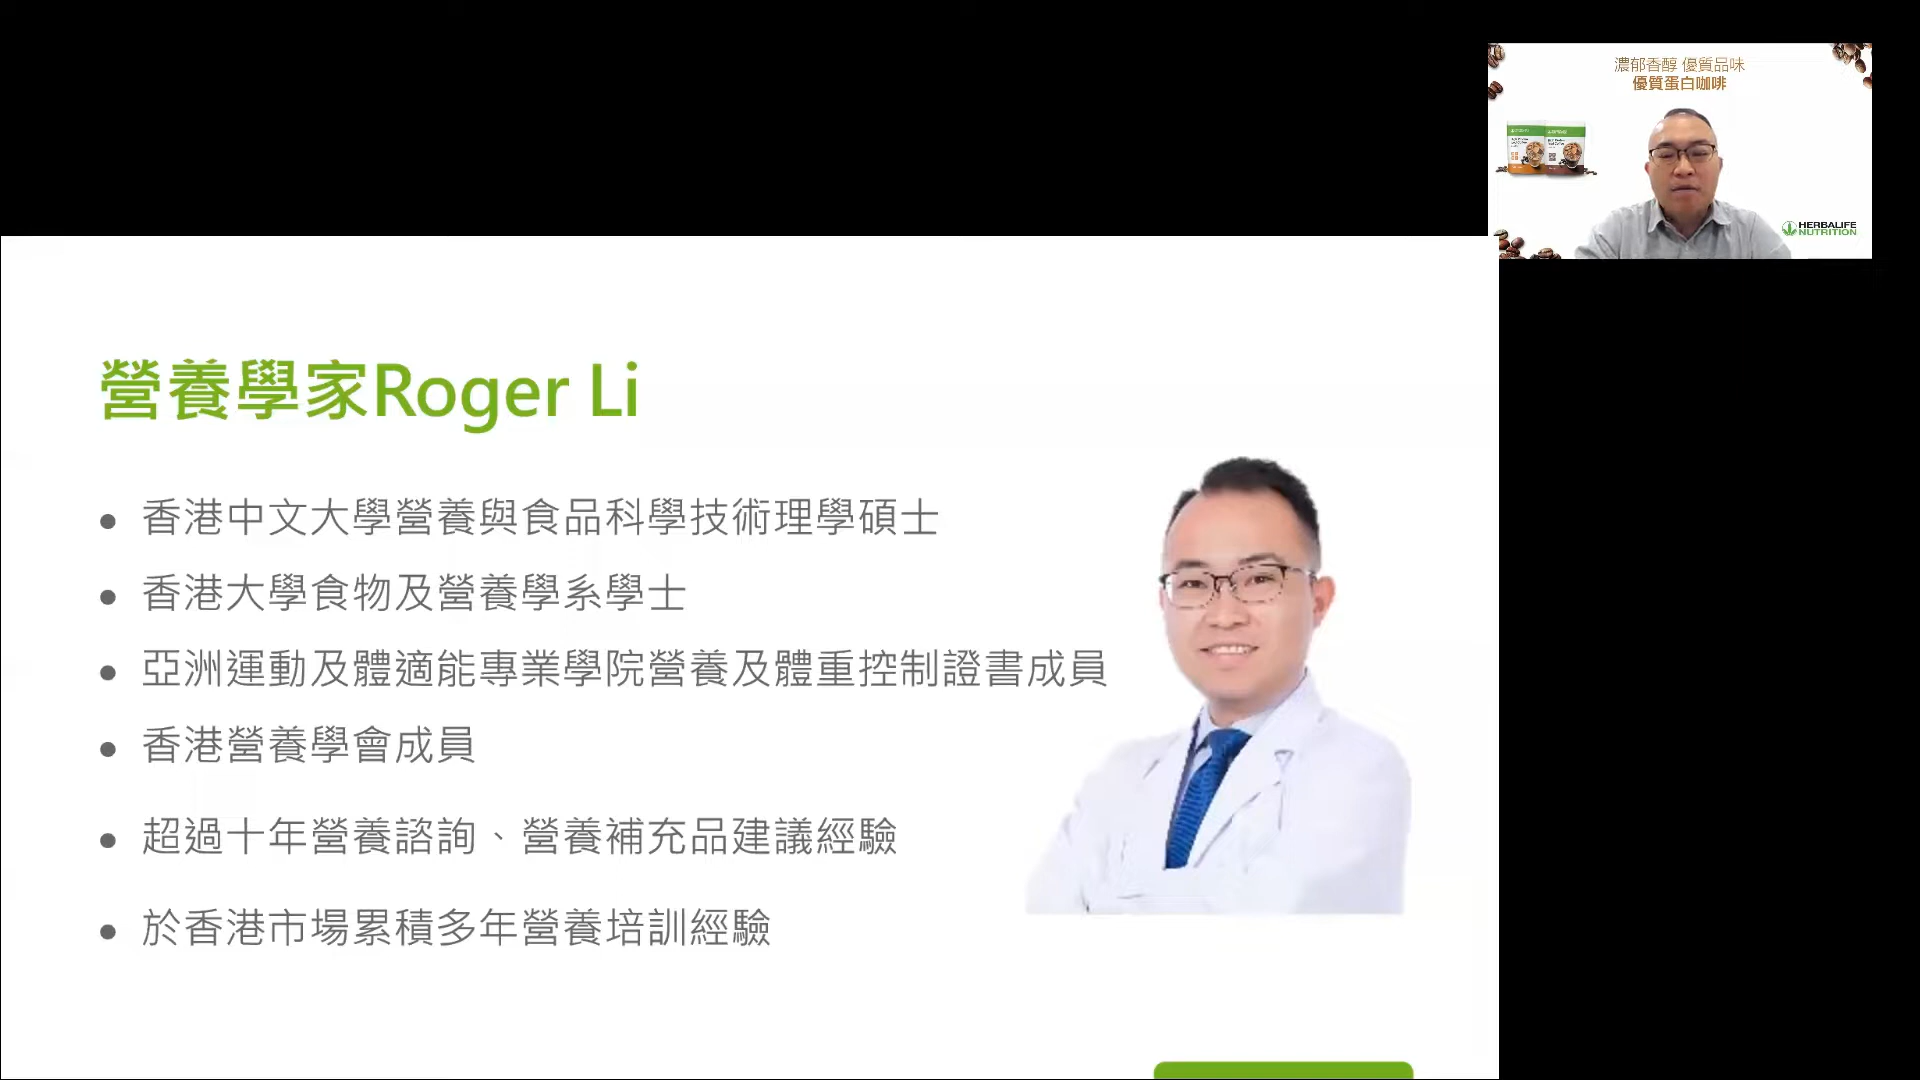 濃郁香醇 優質品味
優質蛋白咖啡
HERBALIFE
NUTRITION
營養學家Roger Li
• 香港中文大學營養與食品科學技術理學碩士
• 香港大學食物及營養學系學士
• 亞洲運動及體適能專業學院營養及體重控制證書成員
• 香港營養學會成員
• 超過十年營養諮詢、營養補充品建議經驗
• 於香港市場累積多年營養培訓經驗